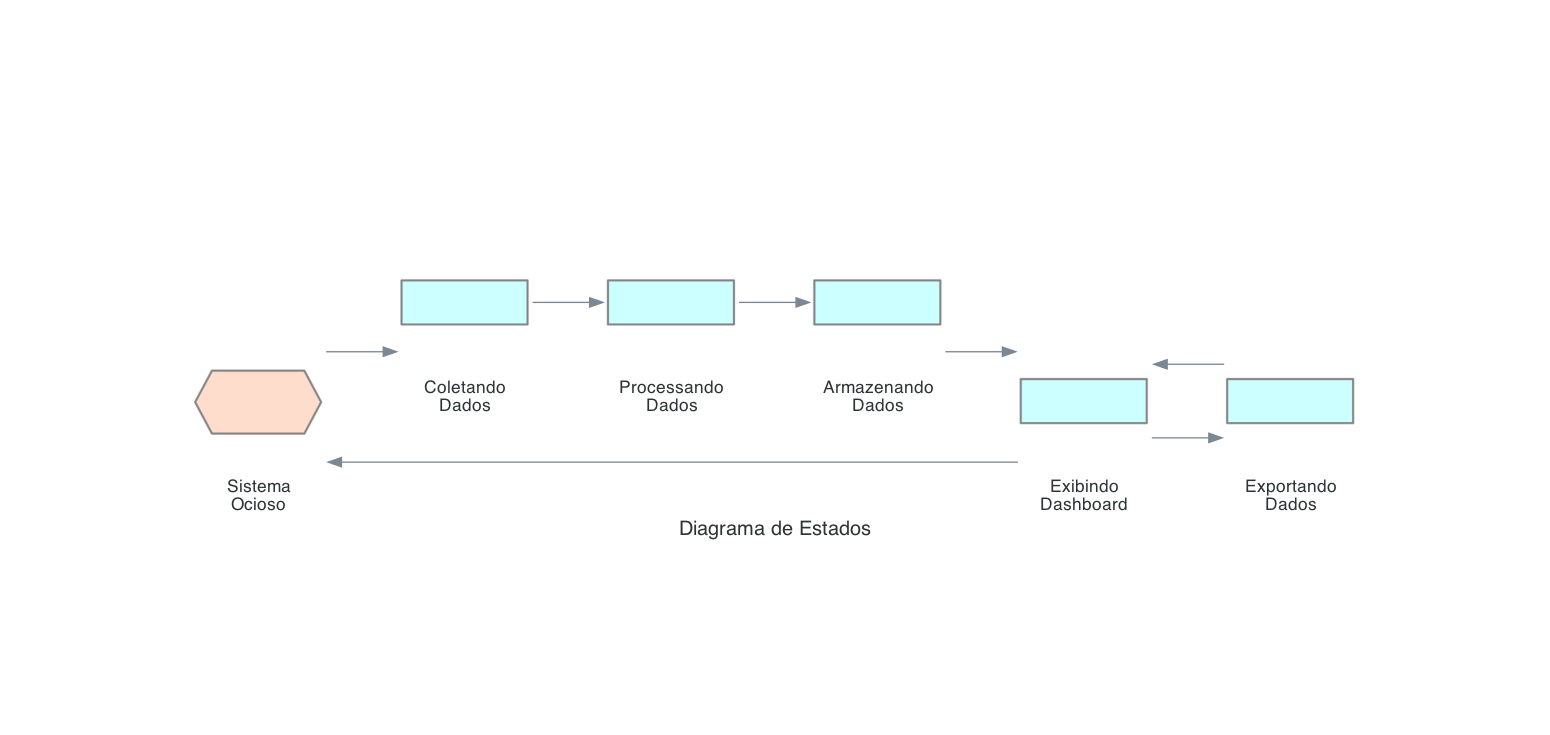 Coletando
Dados
Processando
Dados
Armazenando
Dados
Sistema
Ocioso
Exibindo
Dashboard
Exportando
Dados
Diagrama de Estados